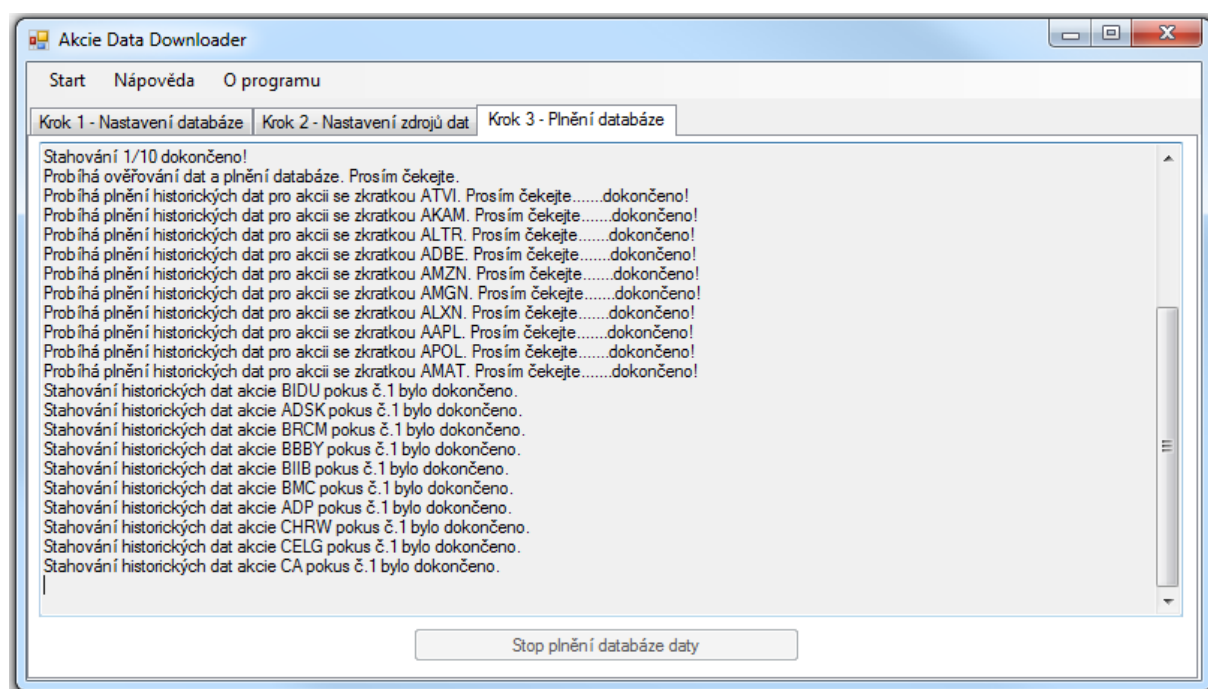 Akcie Data Downloader
Start Nápověda O programu
Krok 1 - Nastavení databáze Krok 2 - Nastavení zdrojů dat Krok 3 - Plnění databáze
Stahování 1/10 dokončeno!
Probíhá ověřování dat a plnění databáze. Prosím čekejte.
Probíhá plnění historických dat pro akcii se zkratkou ATVI. Prosím čekejte.......dokončeno!
Probíhá plnění historických dat pro akcii se zkratkou AKAM. Prosím čekejte.......dokončeno!
Probíhá plnění historických dat pro akcii se zkratkou ALTR. Prosím čekejte.......dokončeno!
Probíhá plnění historických dat pro akcii se zkratkou ADBE. Prosím čekejte.......dokončeno!
Probíhá plnění historických dat pro akcii se zkratkou AMZN. Prosím čekejte.......dokončeno!
Probíhá plnění historických dat pro akcii se zkratkou AMGN. Prosím čekejte.......dokončeno!
Probíhá plnění historických dat pro akcii se zkratkou ALXN. Prosím čekejte.......dokončeno!
Probíhá plnění historických dat pro akcii se zkratkou AAPL. Prosím čekejte.......dokončeno!
Probíhá plnění historických dat pro akcii se zkratkou APOL. Prosím čekejte.......dokončeno!
Probíhá plnění historických dat pro akcii se zkratkou AMAT. Prosím čekejte.......dokončeno!
Stahování historických dat akcie BIDU pokus č.1 bylo dokončeno.
Stahování historických dat akcie ADSK pokus č.1 bylo dokončeno.
Stahování historických dat akcie BRCM pokus č.1 bylo dokončeno.
Stahování historických dat akcie BBBY pokus č.1 bylo dokončeno.
Stahování historických dat akcie BIIB pokus č.1 bylo dokončeno.
Stahování historických dat akcie BMC pokus č.1 bylo dokončeno.
Stahování historických dat akcie ADP pokus č.1 bylo dokončeno.
Stahování historických dat akcie CHRW pokus č.1 bylo dokončeno.
Stahování historických dat akcie CELG pokus č.1 bylo dokončeno.
Stahování historických dat akcie CA pokus č.1 bylo dokončeno.
Stop plnění databáze daty